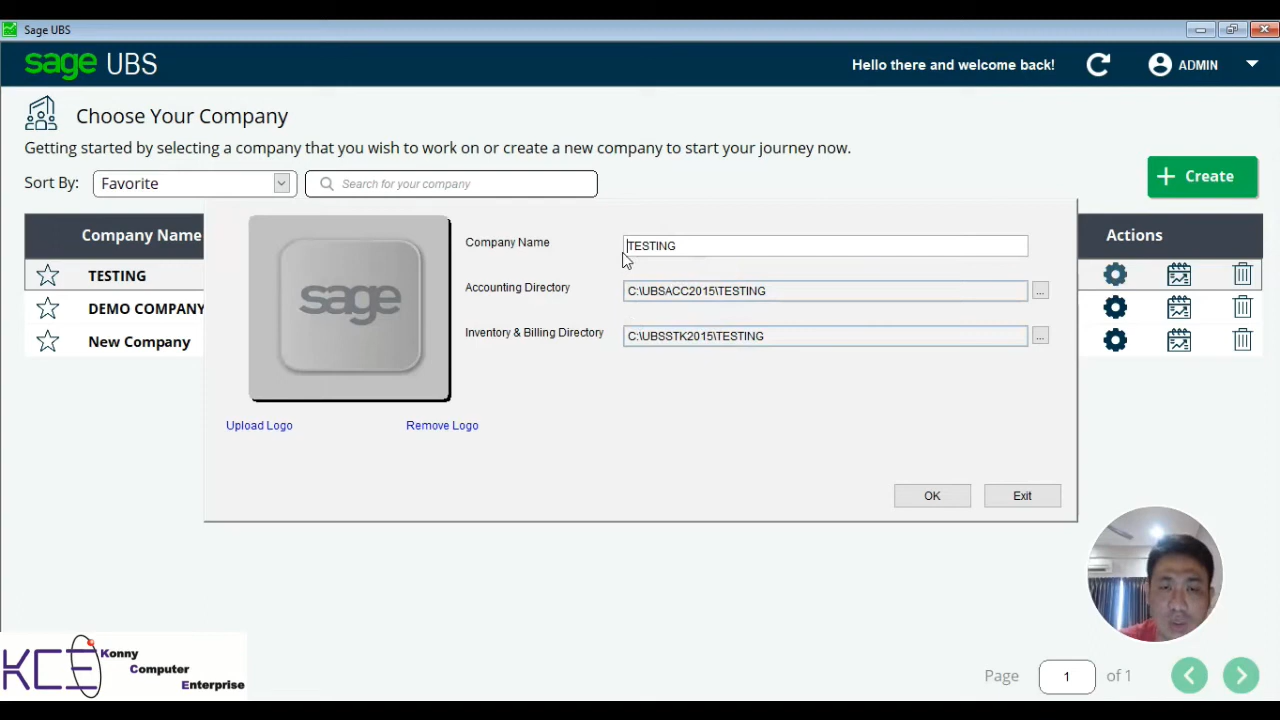 Sage UBS
sage UBS
Hello there and welcome back!
ADMIN
Choose Your Company
Getting started by selecting a company that you wish to work on or create a new company to start your journey now.
Sort By:
Favorite
Search for your company
+ Create
Company Name
Actions
TESTING
DEMO COMPANY
New Company
sage
Upload Logo
Remove Logo
Company Name
TESTING
Accounting Directory
C:\UBSACC2015\TESTING
...
Inventory & Billing Directory
C:\UBSSTK2015\TESTING
...
OK
Exit
KCE
Konny
Computer
Enterprise
Page
1
of 1